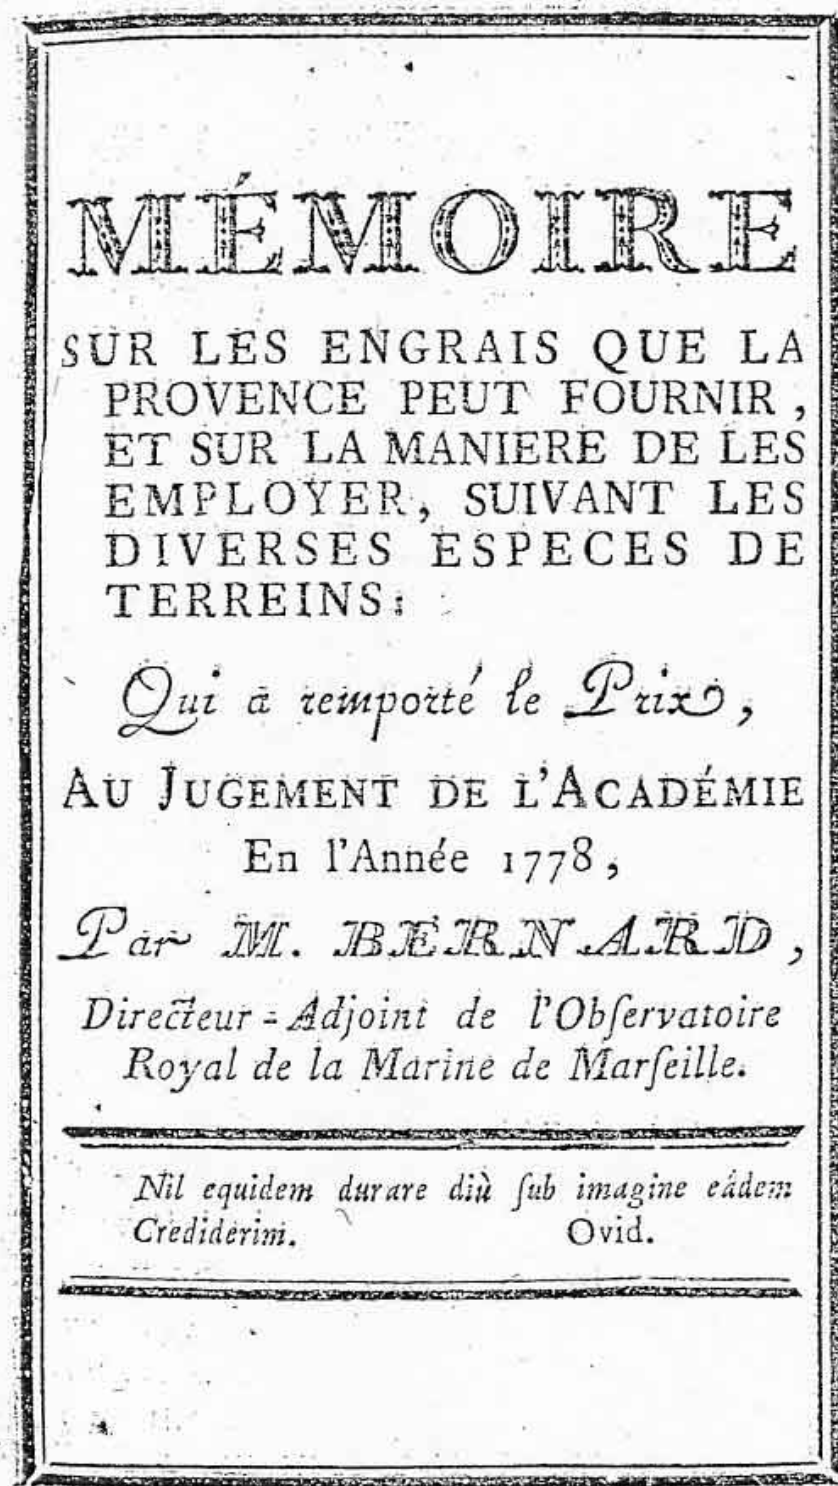 MÉMOIRE
SUR LES ENGRAIS QUE LA
PROVENCE PEUT FOURNIR,
ET SUR LA MANIERE DE LES
EMPLOYER, SUIVANT LES
DIVERSES ESPECES DE
TERREINS:
Qui a remporté le Prix,
AU JUGEMENT DE L'ACADÉMIE
En l'Année 1778,
Par M. BERNARD,
Directeur-Adjoint de l'Obſervatoire
Royal de la Marine de Marſeille.
Nil equidem durare diù ſub imagine eâdem
Crediderim. Ovid.